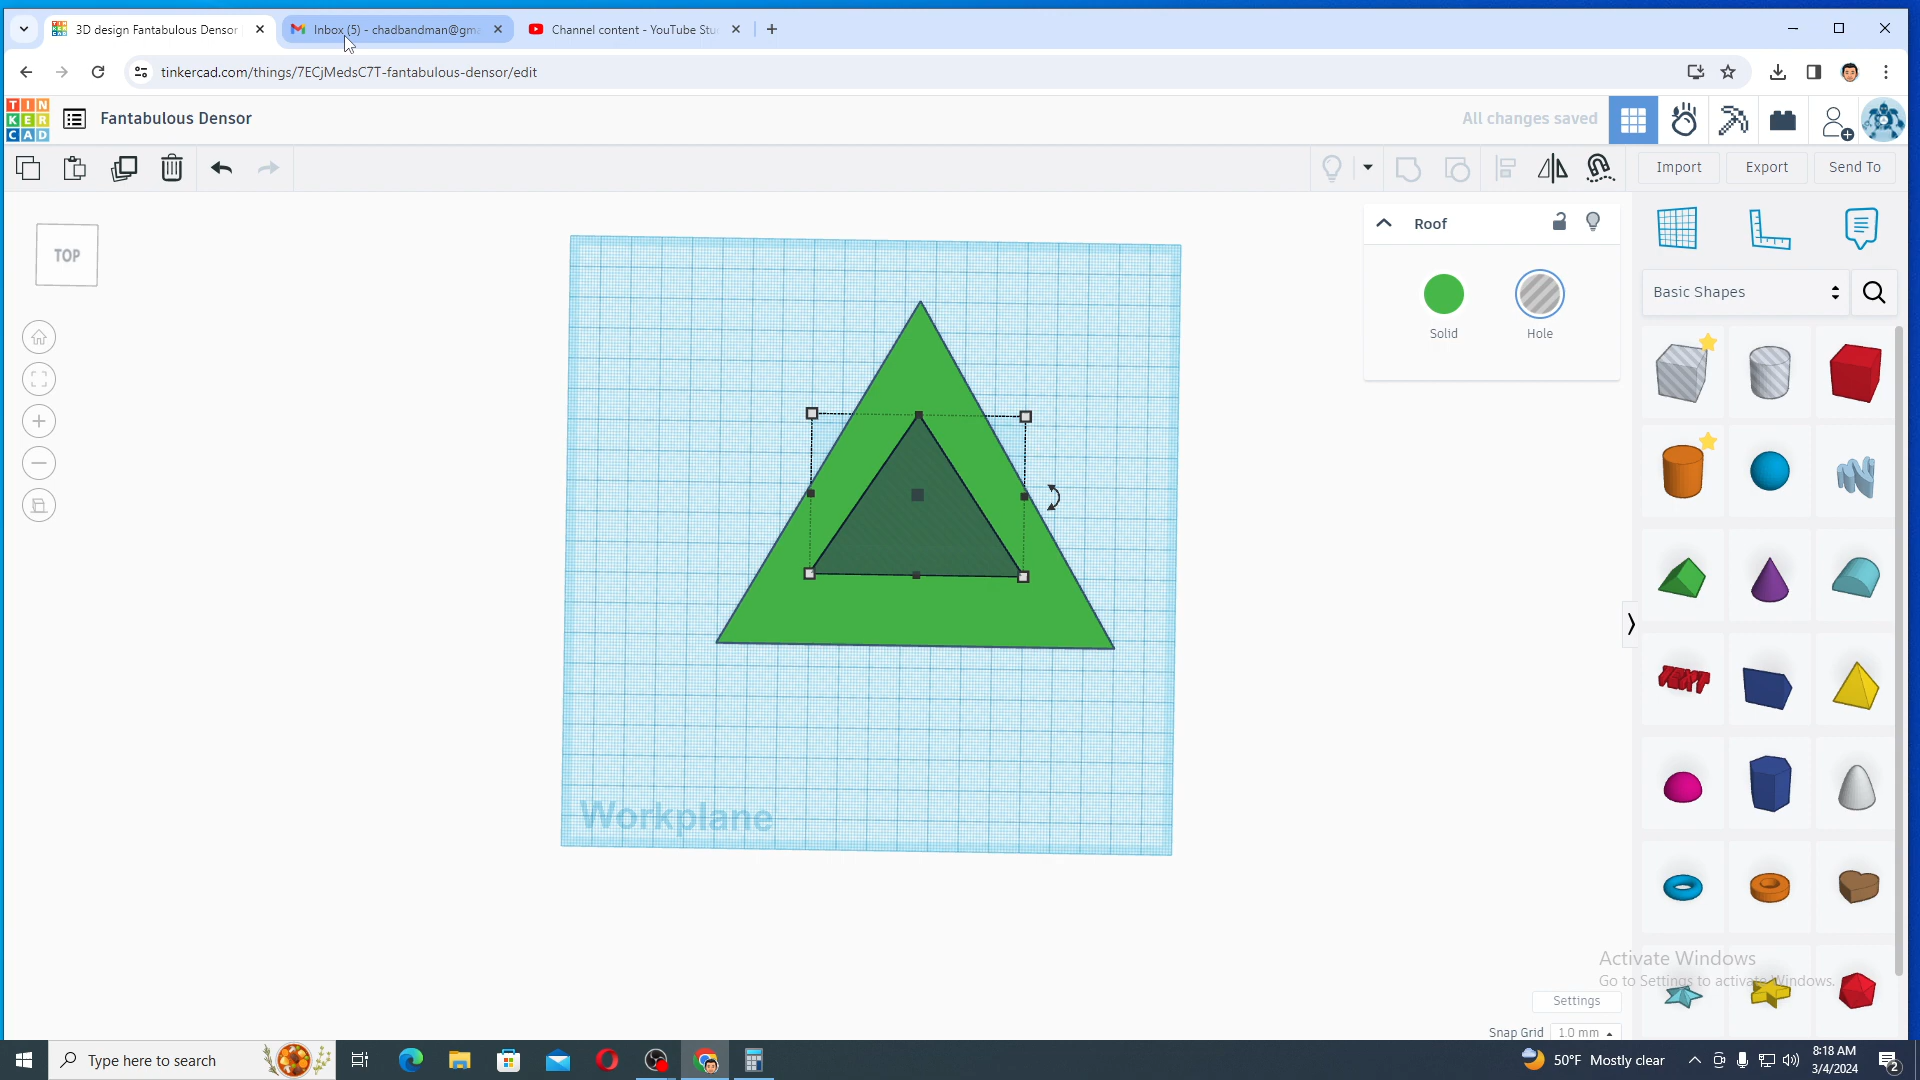 3D design Fantabulous Densor
Inbox (5) - chadbandman@gm
Channel content - YouTube Stu
tinkercad.com/things/7ECjMedsC7T-fantabulous-densor/edit
TIN
KER
CAD
Fantabulous Densor
All changes saved
Import
Export
Send To
TOP
Roof
Solid
Hole
Basic Shapes
TEXT
Workplane
Activate Windows
Go to Settings to activate Windows.
Settings
Snap Grid 1.0 mm
Type here to search
50°F Mostly clear
8:18 AM
3/4/2024
2